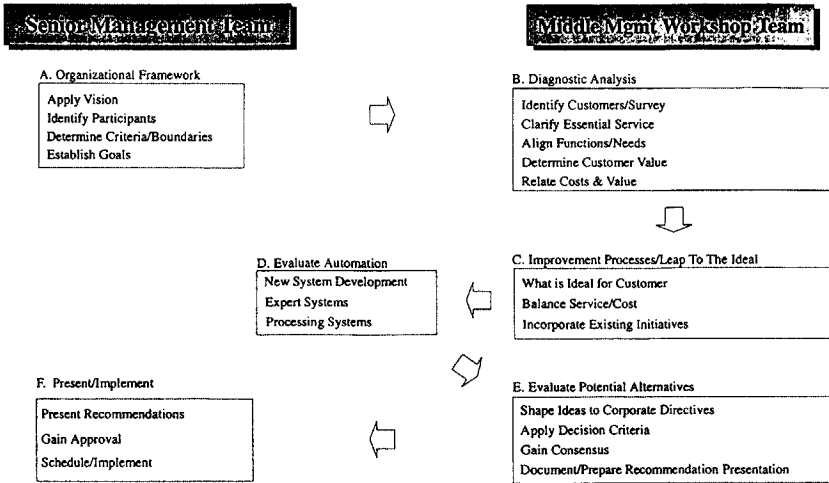 Senior Management Team
Middle Mgmt Workshop Team
A. Organizational Framework
Apply Vision
Identify Participants
Determine Criteria/Boundaries
Establish Goals
B. Diagnostic Analysis
Identify Customers/Survey
Clarify Essential Service
Align Functions/Needs
Determine Customer Value
Relate Costs & Value
C. Improvement Processes/Leap To The Ideal
What is Ideal for Customer
Balance Service/Cost
Incorporate Existing Initiatives
D. Evaluate Automation
New System Development
Expert Systems
Processing Systems
E. Evaluate Potential Alternatives
Shape Ideas to Corporate Directives
Apply Decision Criteria
Gain Consensus
Document/Prepare Recommendation Presentation
F. Present/Implement
Present Recommendations
Gain Approval
Schedule/Implement